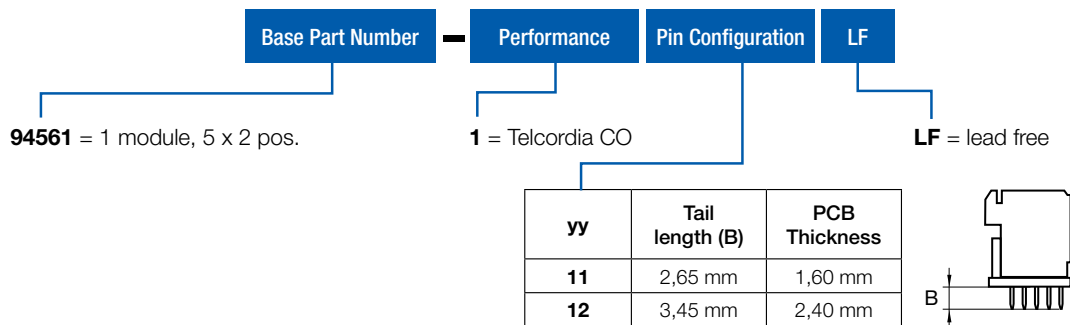 Base Part Number – Performance Pin Configuration LF
94561 = 1 module, 5 x 2 pos.
1 = Telcordia CO
LF = lead free
yy Tail length (B) PCB Thickness
11 2,65 mm 1,60 mm
12 3,45 mm 2,40 mm
B